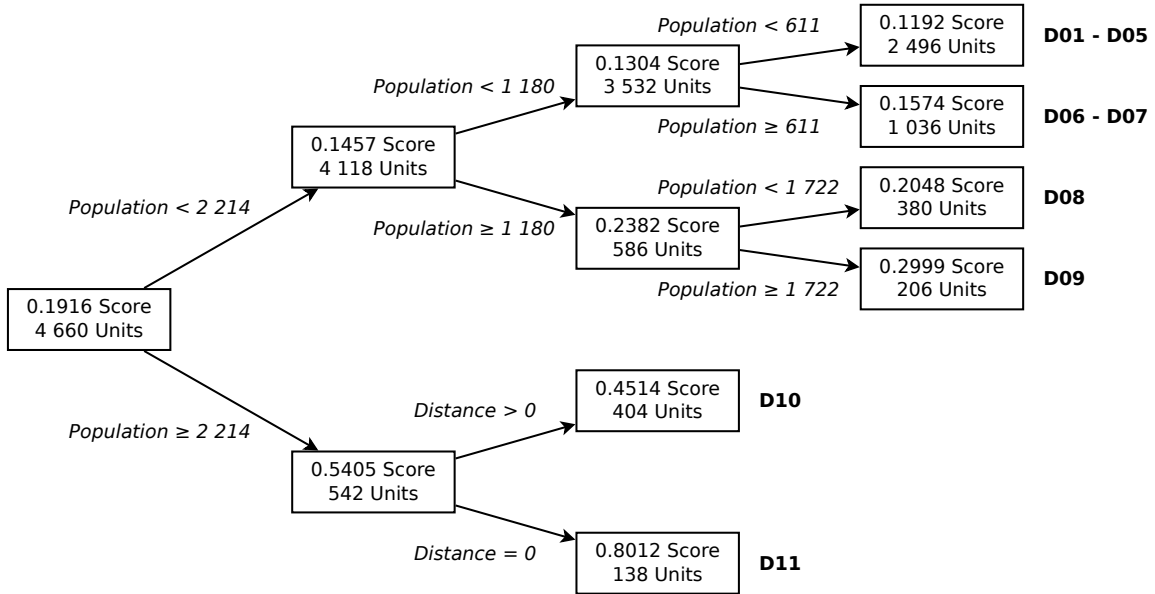 Population < 611
0.1192 Score
2 496 Units
D01 - D05
0.1304 Score
3 532 Units
Population < 1 180
0.1574 Score
1 036 Units
D06 - D07
Population ≥ 611
0.1457 Score
4 118 Units
Population < 1 722
0.2048 Score
380 Units
D08
Population < 2 214
Population ≥ 1 180
0.2382 Score
586 Units
0.2999 Score
206 Units
D09
Population ≥ 1 722
0.1916 Score
4 660 Units
Distance > 0
0.4514 Score
404 Units
D10
Population ≥ 2 214
0.5405 Score
542 Units
Distance = 0
0.8012 Score
138 Units
D11